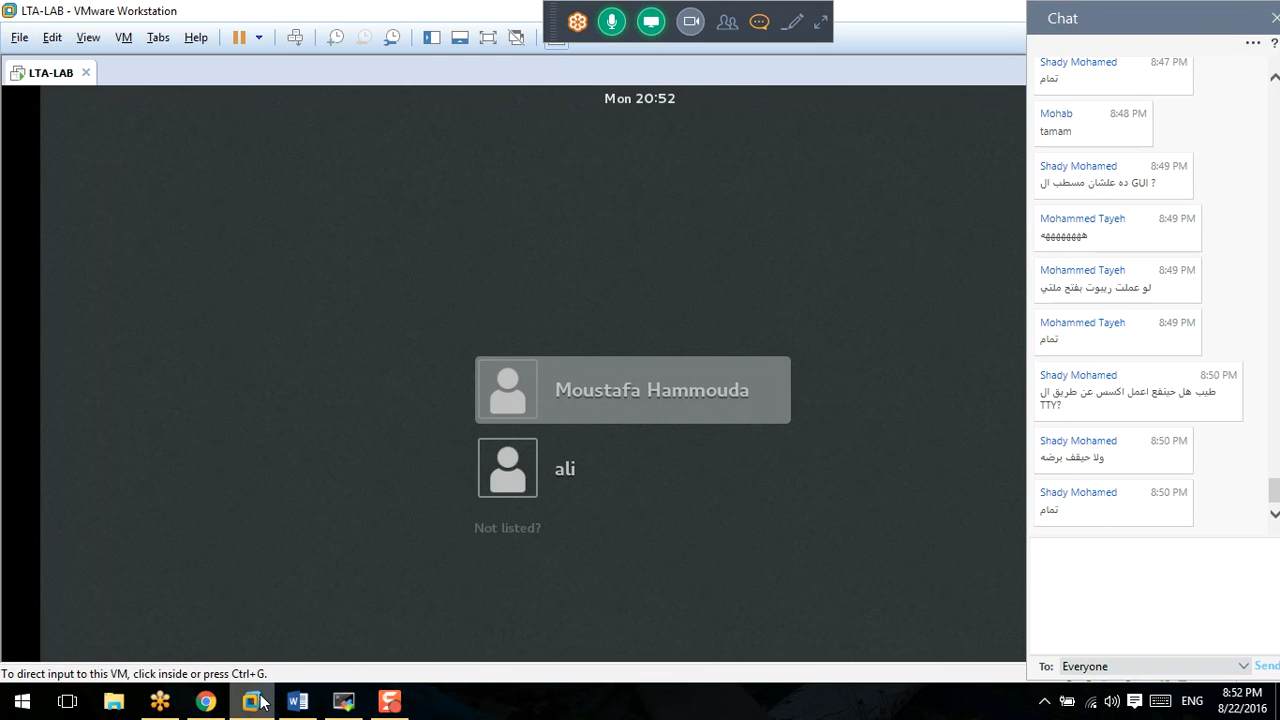 LTA-LAB - VMware Workstation
File Edit View VM Tabs Help
LTA-LAB
Mon 20:52
Moustafa Hammouda
ali
Not listed?
To direct input to this VM, click inside or press Ctrl+G.
Chat
Shady Mohamed 8:47 PM
تمام
Mohab 8:48 PM
tamam
Shady Mohamed 8:49 PM
ده علشان مسطب ال GUI ?
Mohammed Tayeh 8:49 PM
ههههههههه
Mohammed Tayeh 8:49 PM
لو عملت ريبوت بفتح ملتي
Mohammed Tayeh 8:49 PM
تمام
Shady Mohamed 8:50 PM
طيب هل حينفع اعمل اكسس عن طريق ال
TTY?
Shady Mohamed 8:50 PM
ولا حيقف برضه
Shady Mohamed 8:50 PM
تمام
To: Everyone Send
ENG
8:52 PM
8/22/2016